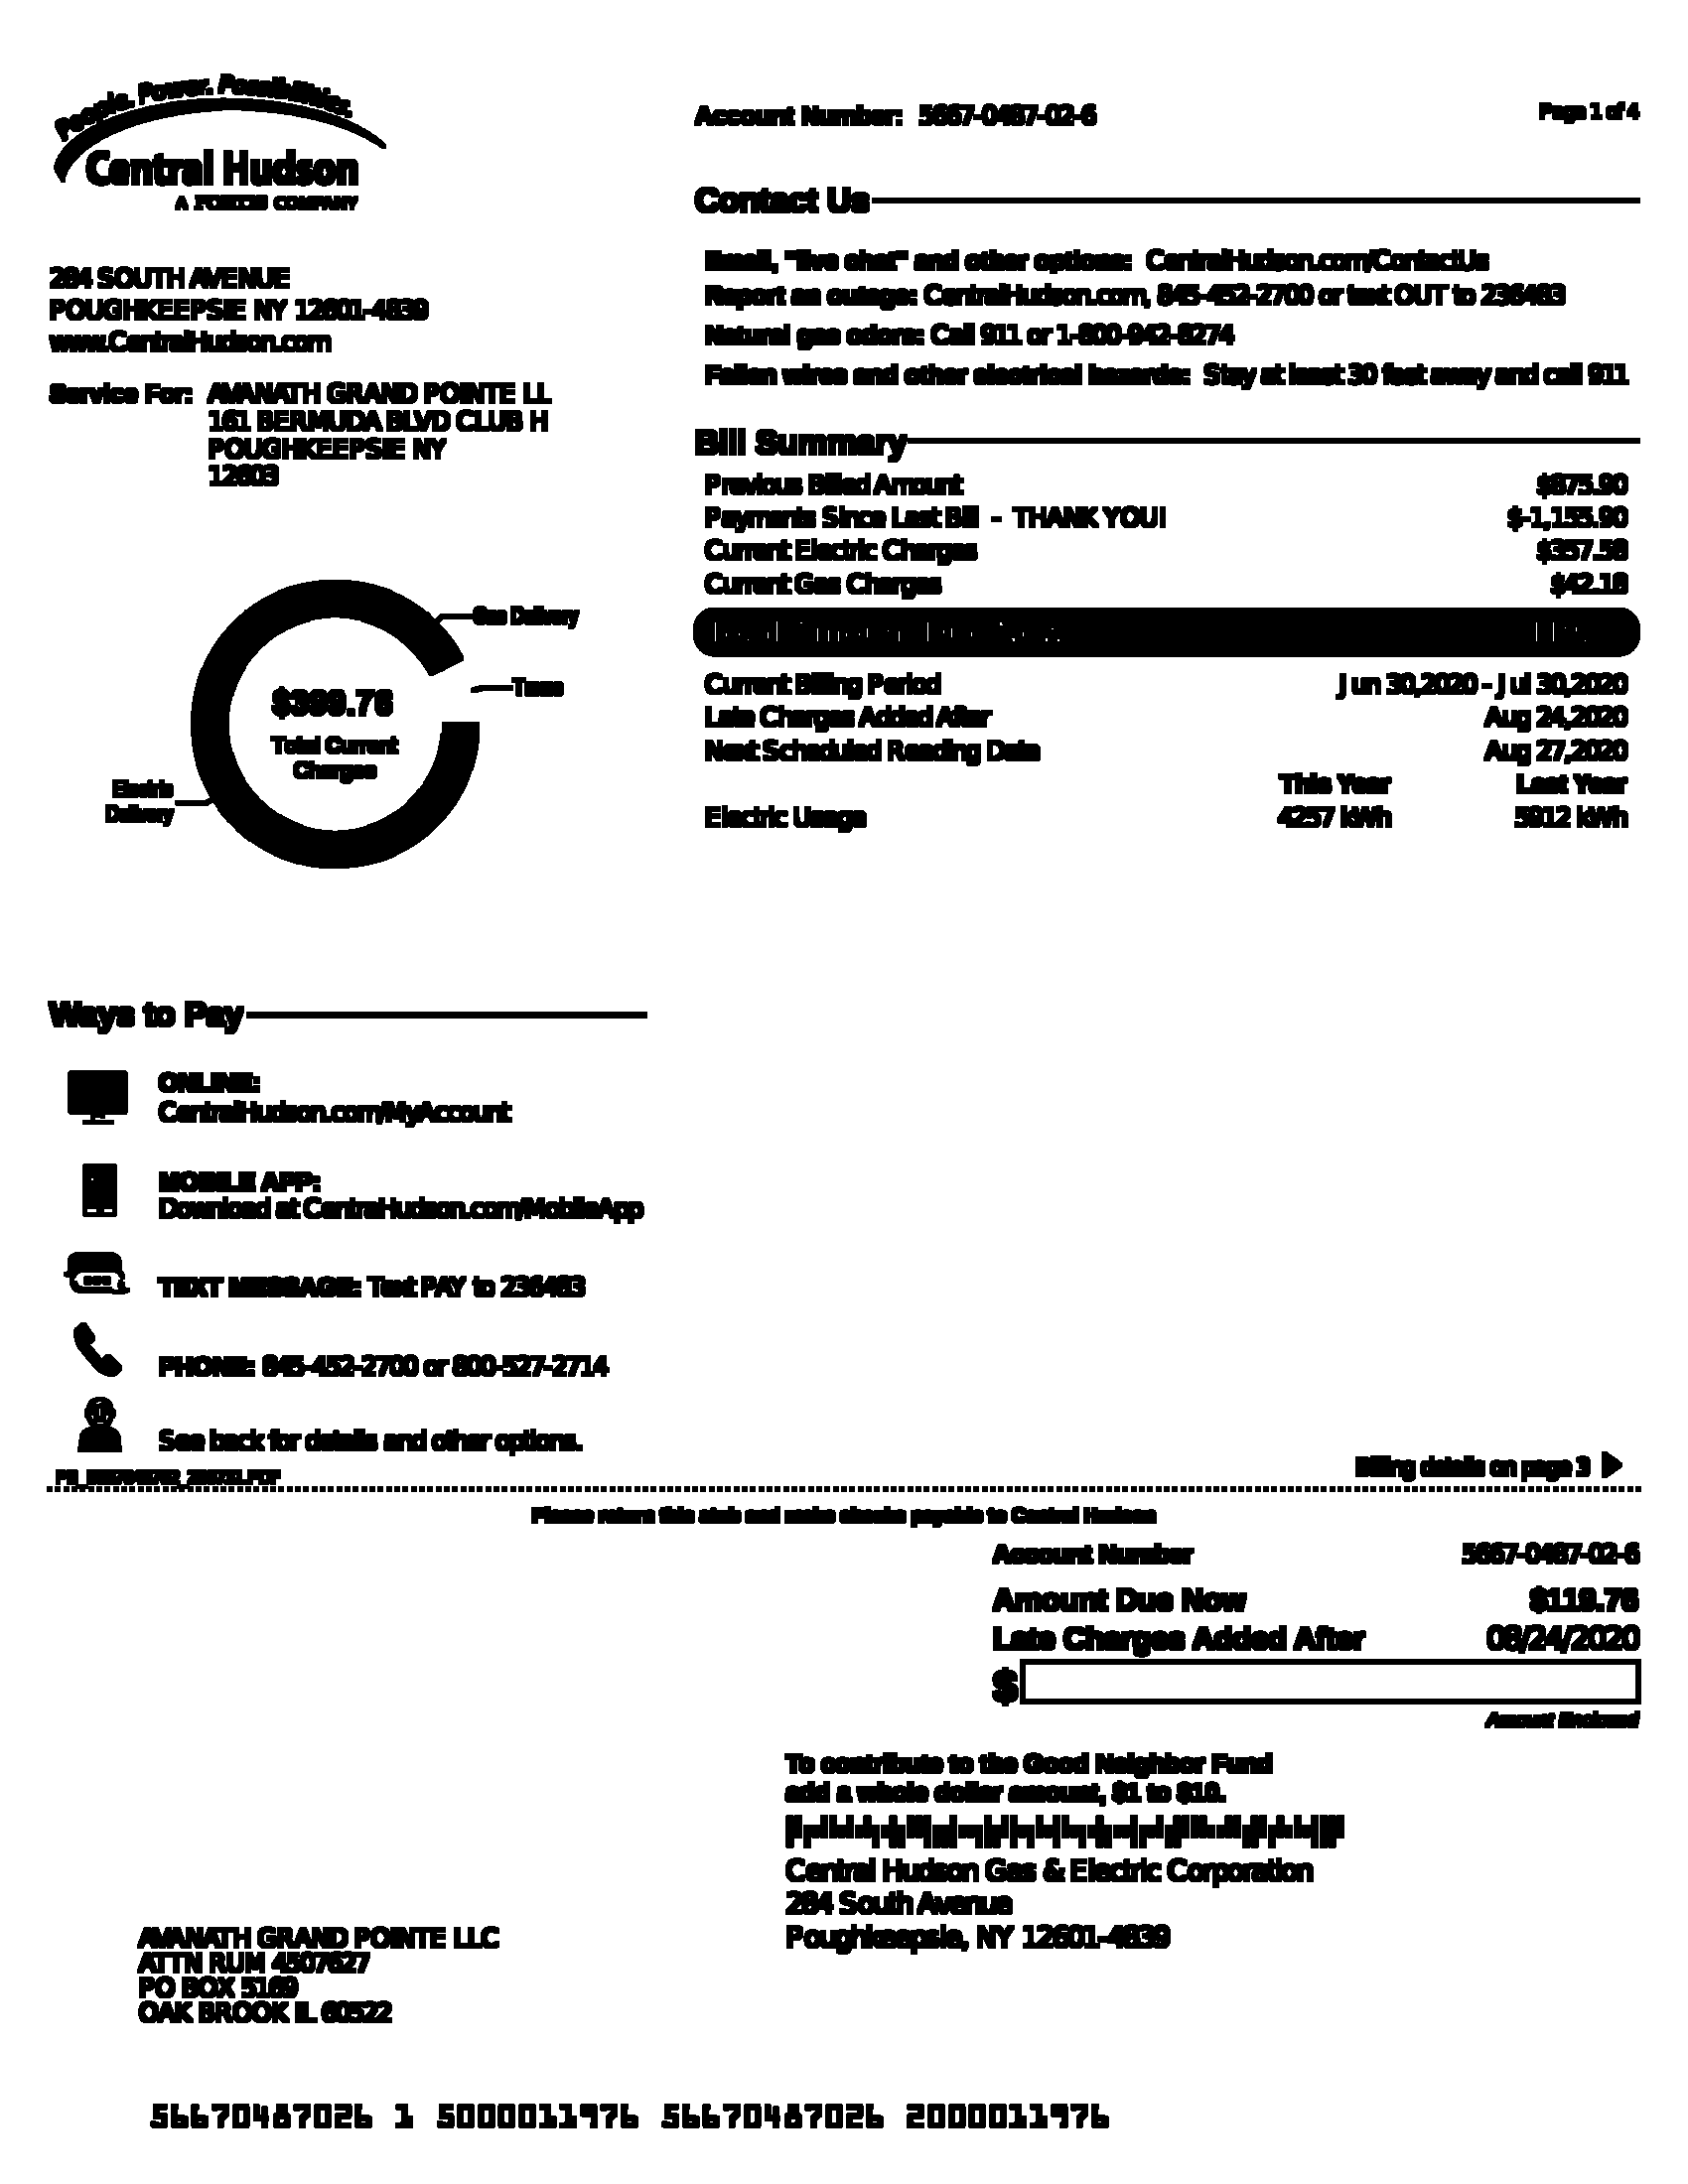 People. Power. Possibilities.
Central Hudson
A FORTIS COMPANY
284 SOUTH AVENUE
POUGHKEEPSIE NY 12601-4839
www.CentralHudson.com
Service For: AVANATH GRAND POINTE LL
161 BERMUDA BLVD CLUB H
POUGHKEEPSIE NY
12603
Account Number: 5667-0487-02-6
Page 1 of 4
Contact Us
Email, "live chat" and other options: CentralHudson.com/ContactUs
Report an outage: CentralHudson.com, 845-452-2700 or text OUT to 236483
Natural gas odors: Call 911 or 1-800-942-8274
Fallen wires and other electrical hazards: Stay at least 30 feet away and call 911
Bill Summary
Previous Billed Amount $875.90
Payments Since Last Bill - THANK YOU! $-1,155.90
Current Electric Charges $357.58
Current Gas Charges $42.18
Current Billing Period Jun 30,2020 - Jul 30,2020
Late Charges Added After Aug 24,2020
Next Scheduled Reading Date Aug 27,2020
This Year Last Year
Electric Usage 4257 kWh 5912 kWh
Gas Delivery
Taxes
$399.76
Total Current
Charges
Electric
Delivery
Ways to Pay
ONLINE:
CentralHudson.com/MyAccount
MOBILE APP:
Download at CentralHudson.com/MobileApp
TEXT MESSAGE: Text PAY to 236483
PHONE: 845-452-2700 or 800-527-2714
See back for details and other options.
Billing details on page 3
Please return this stub and make checks payable to Central Hudson
Account Number 5667-0487-02-6
Amount Due Now $119.76
Late Charges Added After 08/24/2020
$
Amount Enclosed
To contribute to the Good Neighbor Fund
add a whole dollar amount, $1 to $10.
Central Hudson Gas & Electric Corporation
284 South Avenue
Poughkeepsie, NY 12601-4839
AVANATH GRAND POINTE LLC
ATTN RUM 4507627
PO BOX 5169
OAK BROOK IL 60522
56670487026 1 5000011976 56670487026 2000011976